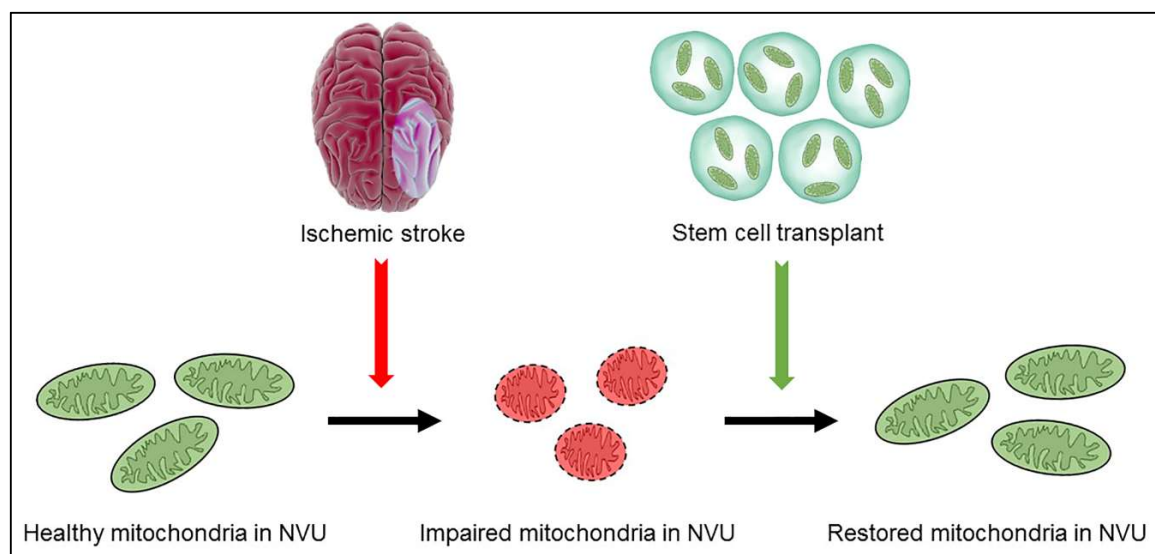 Ischemic stroke
Stem cell transplant
Healthy mitochondria in NVU
Impaired mitochondria in NVU
Restored mitochondria in NVU